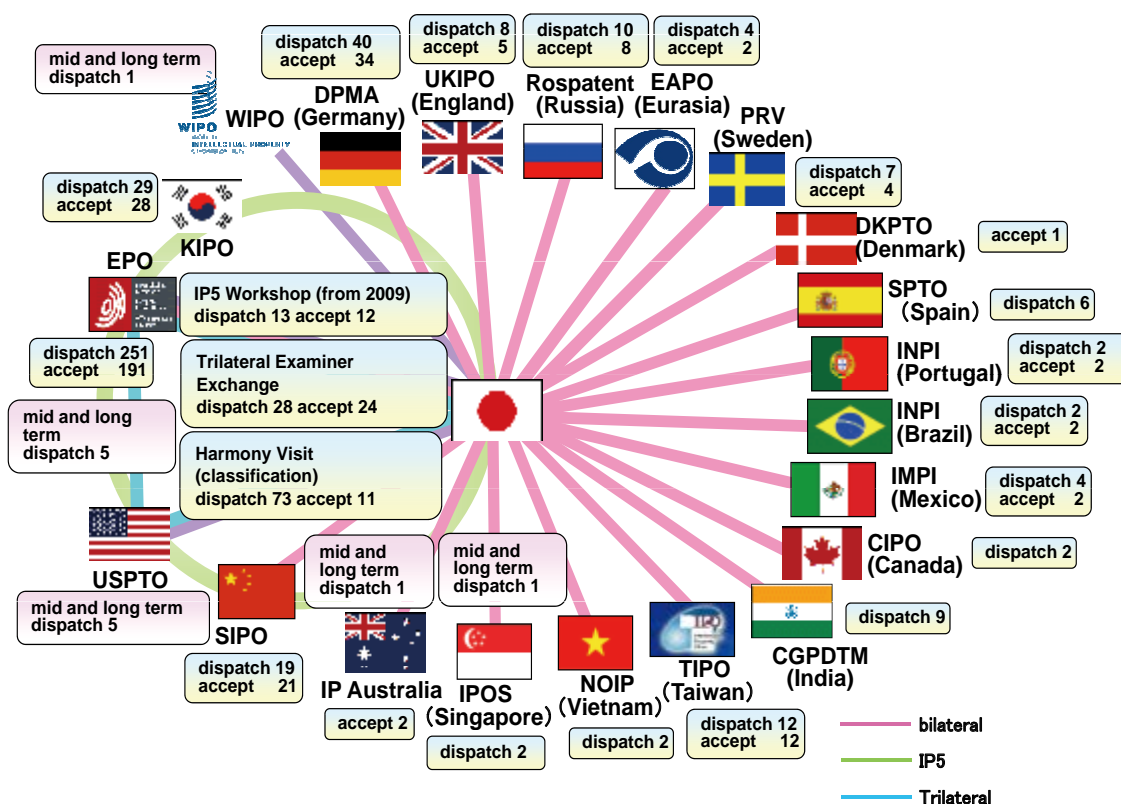 mid and long term
dispatch 1
WIPO
WIPO
INTELLECTUAL PROPERTY
dispatch 40
accept 34
DPMA
(Germany)
dispatch 8
accept 5
UKIPO
(England)
dispatch 10
accept 8
Rospatent
(Russia)
dispatch 4
accept 2
EAPO
(Eurasia)
PRV
(Sweden)
dispatch 7
accept 4
DKPTO
(Denmark)
accept 1
SPTO
（Spain）
dispatch 6
INPI
(Portugal)
dispatch 2
accept 2
INPI
(Brazil)
dispatch 2
accept 2
IMPI
(Mexico)
dispatch 4
accept 2
CIPO
(Canada)
dispatch 2
CGPDTM
(India)
dispatch 9
TIPO
（Taiwan）
dispatch 12
accept 12
NOIP
（Vietnam）
dispatch 2
mid and
long term
dispatch 1
IPOS
（Singapore）
dispatch 2
mid and
long term
dispatch 1
IP Australia
accept 2
SIPO
dispatch 19
accept 21
USPTO
mid and long term
dispatch 5
mid and long
term
dispatch 5
dispatch 251
accept 191
EPO
KIPO
dispatch 29
accept 28
IP5 Workshop (from 2009)
dispatch 13 accept 12
Trilateral Examiner
Exchange
dispatch 28 accept 24
Harmony Visit
(classification)
dispatch 73 accept 11
bilateral
IP5
Trilateral